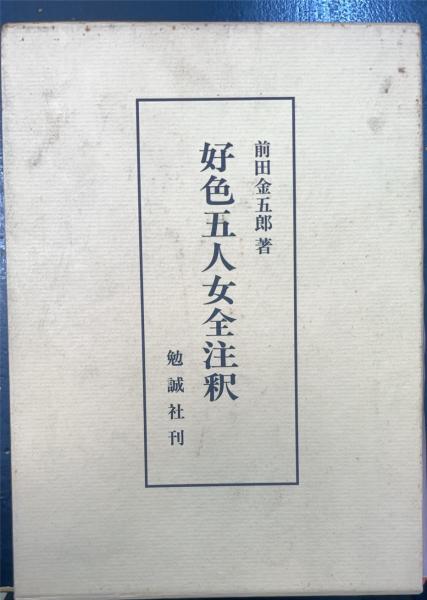 前田金五郎 著
好色五人女全注釈
勉誠社刊